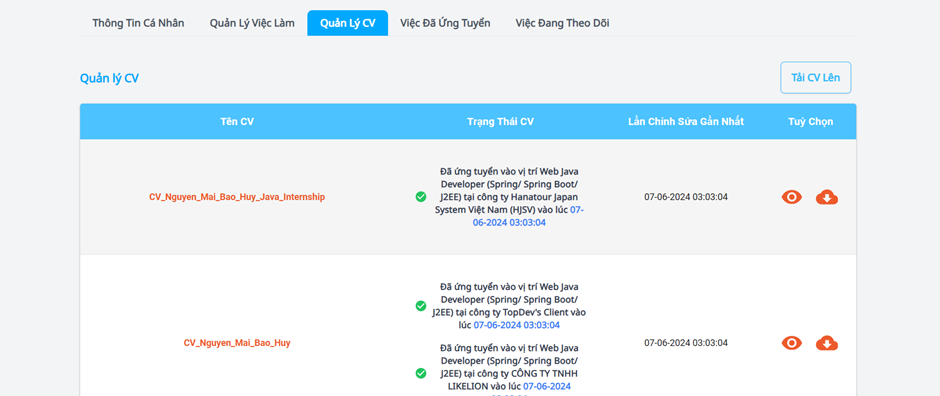 Thông Tin Cá Nhân Quản Lý Việc Làm Quản Lý CV Việc Đã Ứng Tuyển Việc Đang Theo Dõi
Quản lý CV
Tải CV Lên
Tên CV Trạng Thái CV Lần Chỉnh Sửa Gần Nhất Tuỳ Chọn
CV_Nguyen_Mai_Bao_Huy_Java_Internship
Đã ứng tuyển vào vị trí Web Java
Developer (Spring/ Spring Boot/
J2EE) tại công ty Hanatour Japan
System Việt Nam (HJSV) vào lúc 07-
06-2024 03:03:04
07-06-2024 03:03:04
CV_Nguyen_Mai_Bao_Huy
Đã ứng tuyển vào vị trí Web Java
Developer (Spring/ Spring Boot/
J2EE) tại công ty TopDev's Client vào
lúc 07-06-2024 03:03:04
Đã ứng tuyển vào vị trí Web Java
Developer (Spring/ Spring Boot/
J2EE) tại công ty CÔNG TY TNHH
LIKELION vào lúc 07-06-2024
07-06-2024 03:03:04